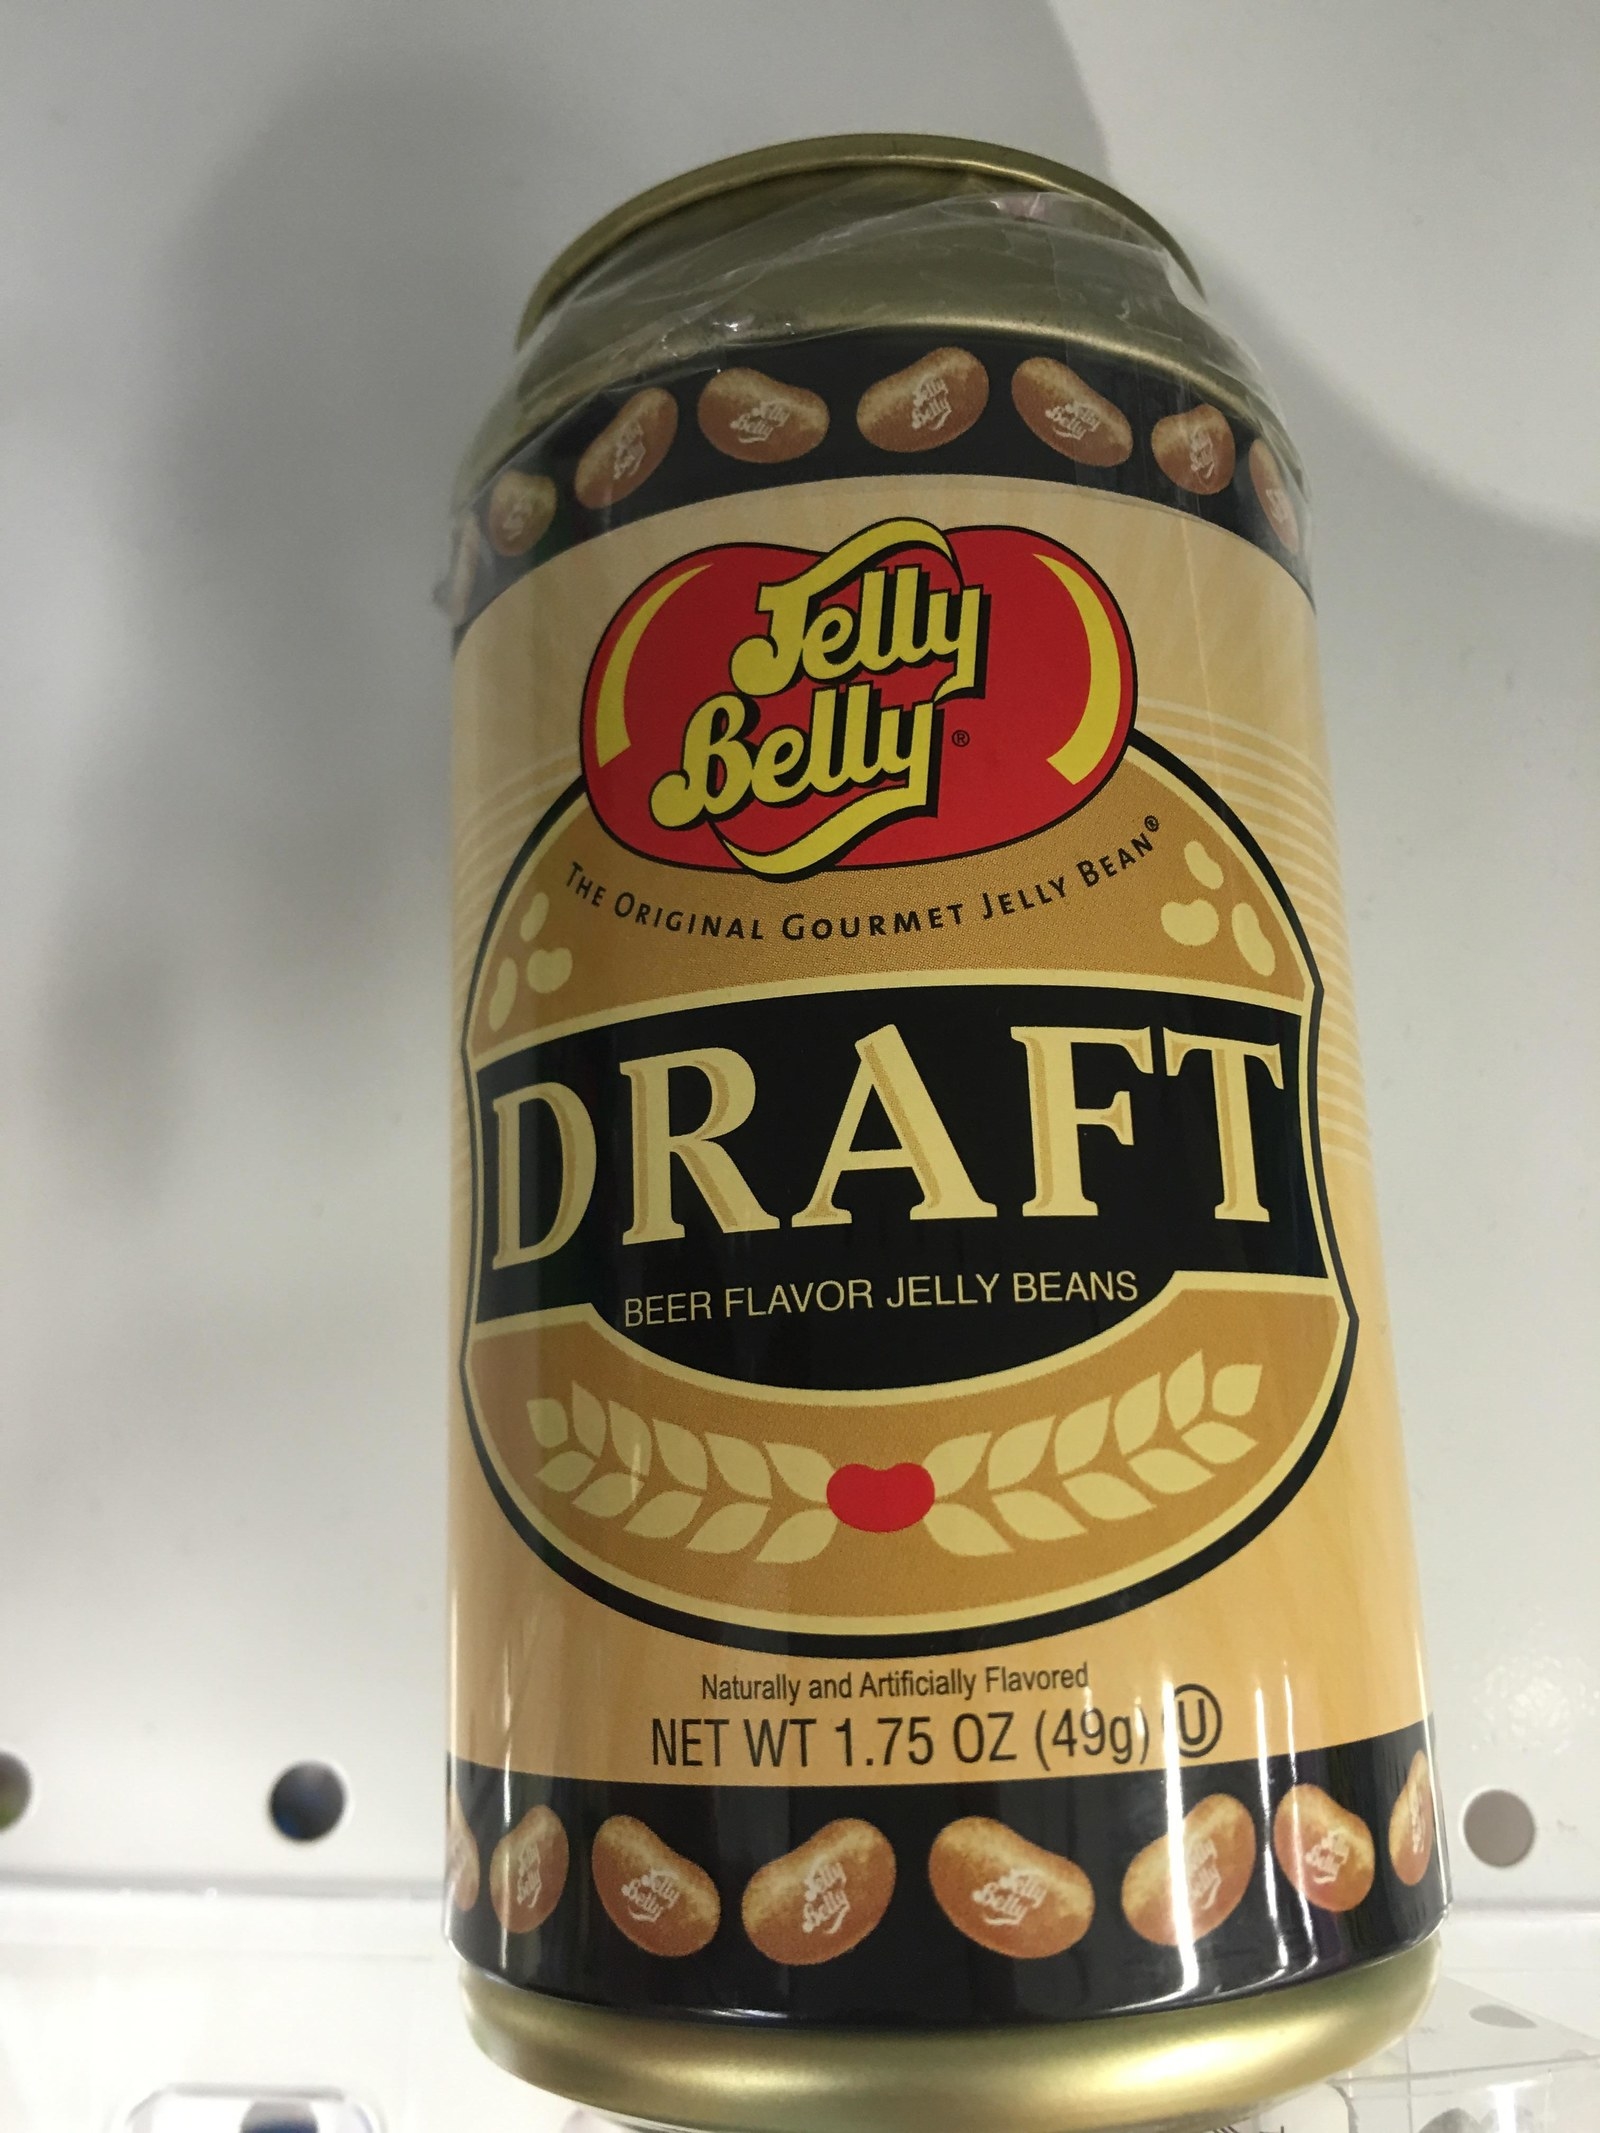 Jelly
Belly®
THE ORIGINAL GOURMET JELLY BEAN®
DRAFT
BEER FLAVOR JELLY BEANS
Naturally and Artificially Flavored
NET WT 1.75 OZ (49g) U